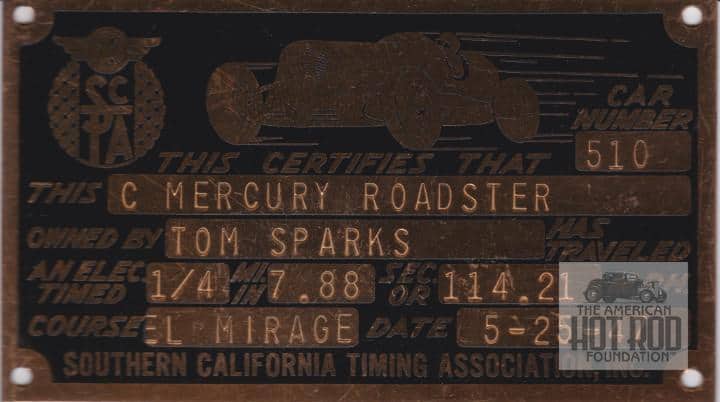 SCTA
CAR NUMBER
510
THIS CERTIFIES THAT
THIS C MERCURY ROADSTER
OWNED BY TOM SPARKS HAS TRAVELED
AN ELEC. TIMED 1/4 MI. IN 7.88 SEC. OR 114.21
COURSE EL MIRAGE DATE 5-25
SOUTHERN CALIFORNIA TIMING ASSOCIATION, INC.
THE AMERICAN
HOT ROD
FOUNDATION